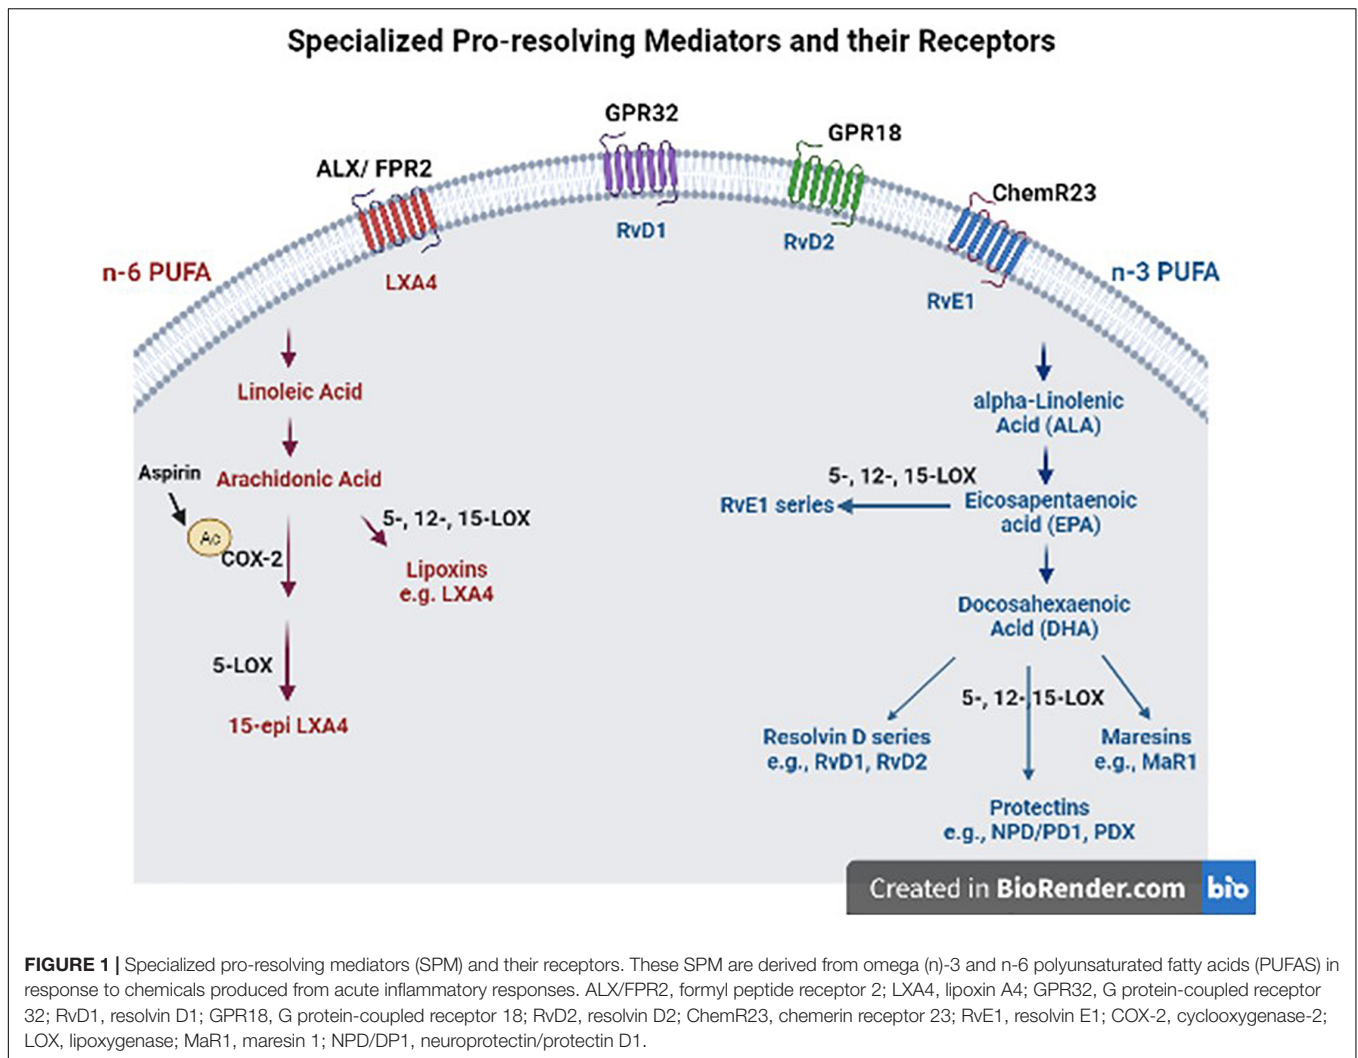 Specialized Pro-resolving Mediators and their Receptors
GPR32
GPR18
ALX/ FPR2
ChemR23
RvD1
RvD2
LXA4
RvE1
n-6 PUFA
n-3 PUFA
Linoleic Acid
Arachidonic Acid
Aspirin
Ac
COX-2
5-, 12-, 15-LOX
Lipoxins
e.g. LXA4
5-LOX
15-epi LXA4
alpha-Linolenic
Acid (ALA)
5-, 12-, 15-LOX
RvE1 series
Eicosapentaenoic
acid (EPA)
Docosahexaenoic
Acid (DHA)
5-, 12-,15-LOX
Resolvin D series
e.g., RvD1, RvD2
Maresins
e.g., MaR1
Protectins
e.g., NPD/PD1, PDX
Created in BioRender.com bio
FIGURE 1 | Specialized pro-resolving mediators (SPM) and their receptors. These SPM are derived from omega (n)-3 and n-6 polyunsaturated fatty acids (PUFAS) in
response to chemicals produced from acute inflammatory responses. ALX/FPR2, formyl peptide receptor 2; LXA4, lipoxin A4; GPR32, G protein-coupled receptor
32; RvD1, resolvin D1; GPR18, G protein-coupled receptor 18; RvD2, resolvin D2; ChemR23, chemerin receptor 23; RvE1, resolvin E1; COX-2, cyclooxygenase-2;
LOX, lipoxygenase; MaR1, maresin 1; NPD/DP1, neuroprotectin/protectin D1.